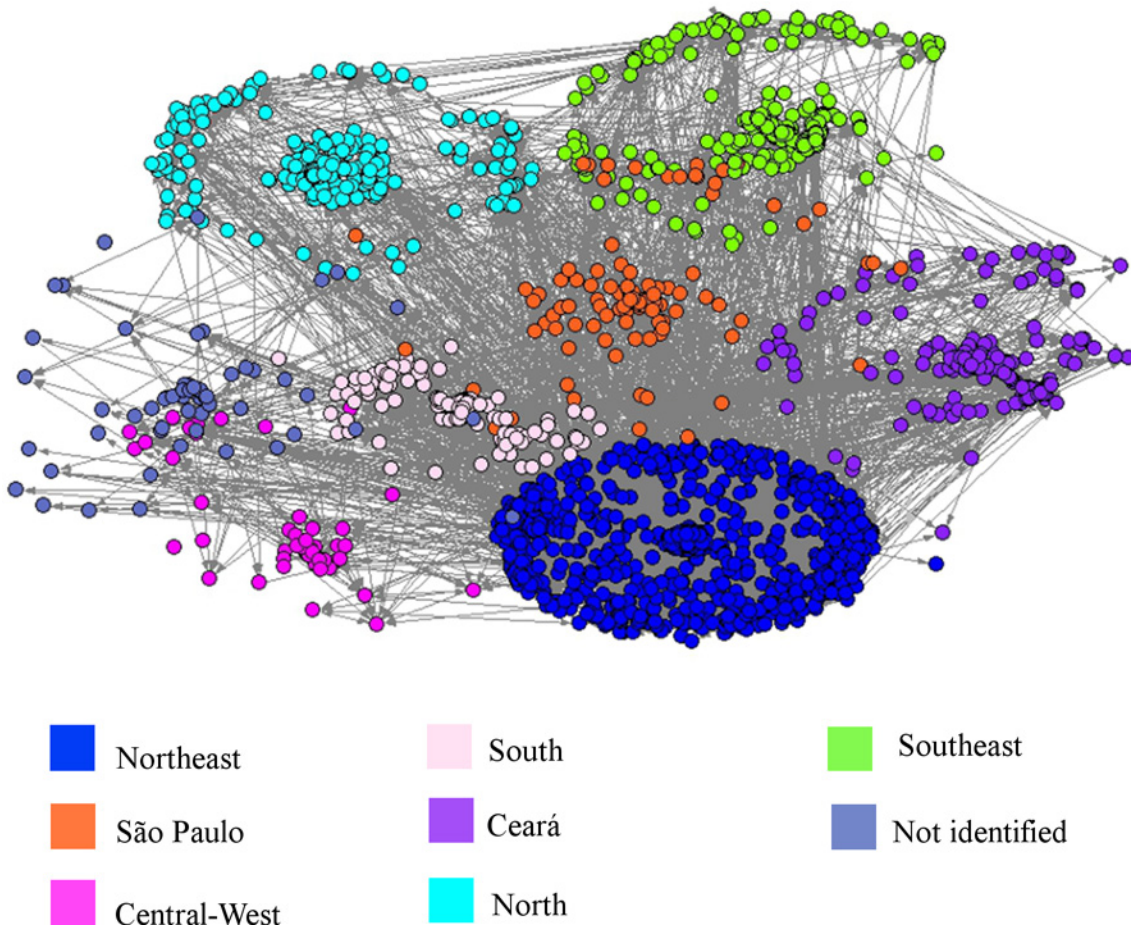 Northeast
South
Southeast
São Paulo
Ceará
Not identified
Central-West
North